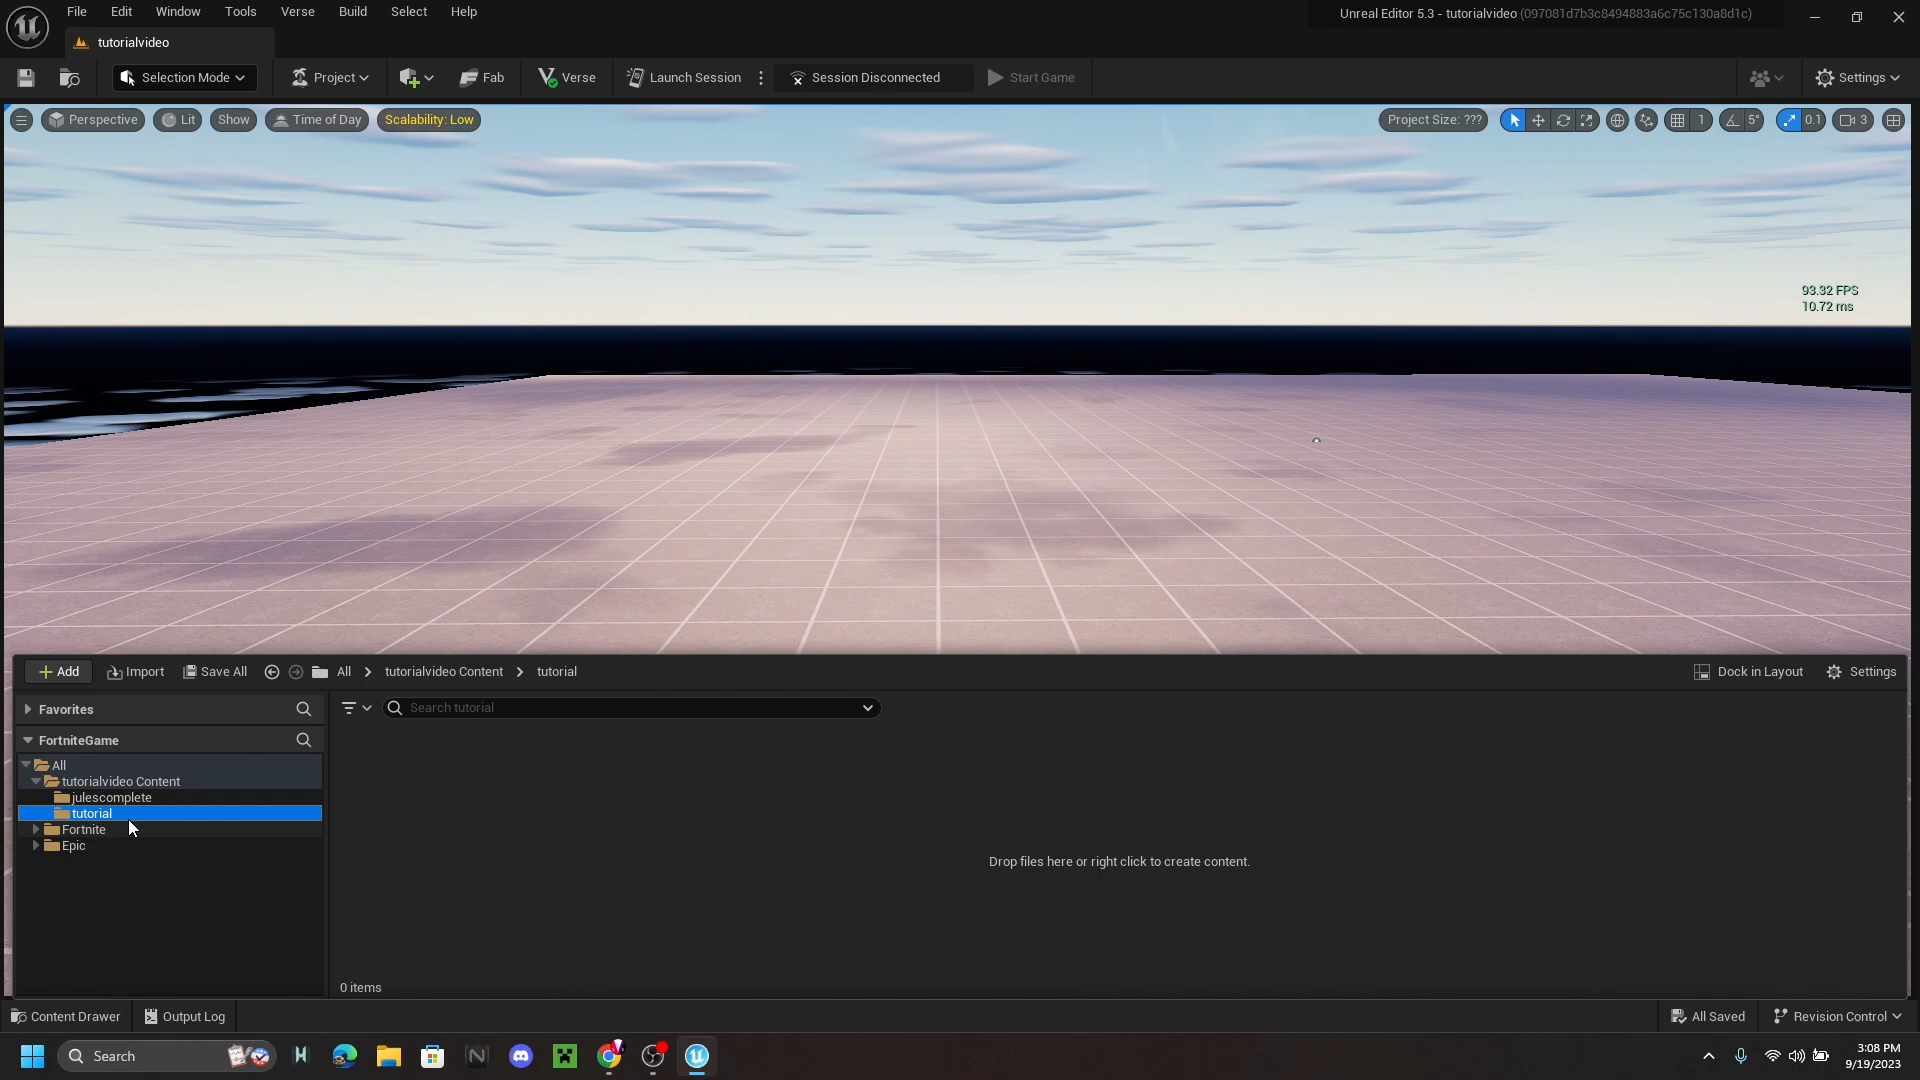 File Edit Window Tools Verse Build Select Help
Unreal Editor 5.3 - tutorialvideo (097081d7b3c8494883a6c75c130a8d1c)
tutorialvideo
Selection Mode Project Fab Verse Launch Session Session Disconnected Start Game Settings
Perspective Lit Show Time of Day Scalability: Low Project Size: ??? 1 5° 0.1 3
93.32 FPS
10.72 ms
Add Import Save All All tutorialvideo Content tutorial Dock in Layout Settings
Favorites
Search tutorial
FortniteGame
All
tutorialvideo Content
julescomplete
tutorial
Fortnite
Epic
Drop files here or right click to create content.
0 items
Content Drawer Output Log All Saved Revision Control
Search
3:08 PM
9/19/2023